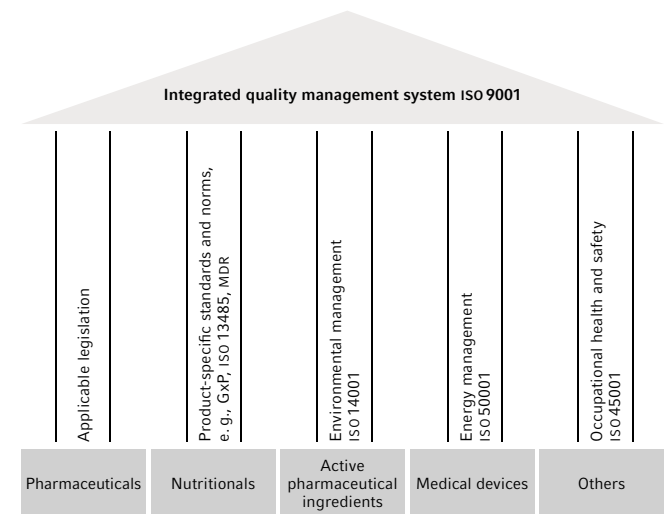 Integrated quality management system ISO 9001
Applicable legislation
Product-specific standards and norms,
e. g., GxP, ISO 13485, MDR
Environmental management
ISO 14001
Energy management
ISO 50001
Occupational health and safety
ISO 45001
Pharmaceuticals
Nutritionals
Active
pharmaceutical
ingredients
Medical devices
Others